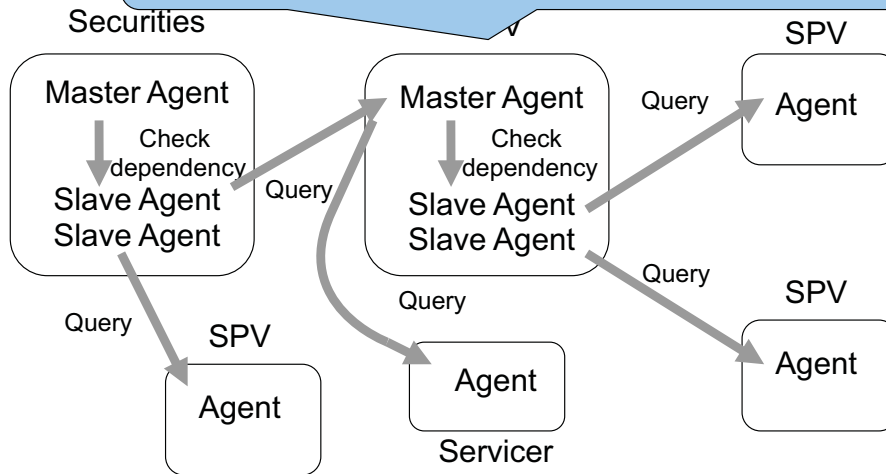 Securities
SPV
Master Agent
Check
dependency
Slave Agent
Slave Agent
Query
Master Agent
Check
dependency
Slave Agent
Slave Agent
Query
Agent
Query
SPV
Agent
Query
SPV
Agent
Query
Agent
Servicer